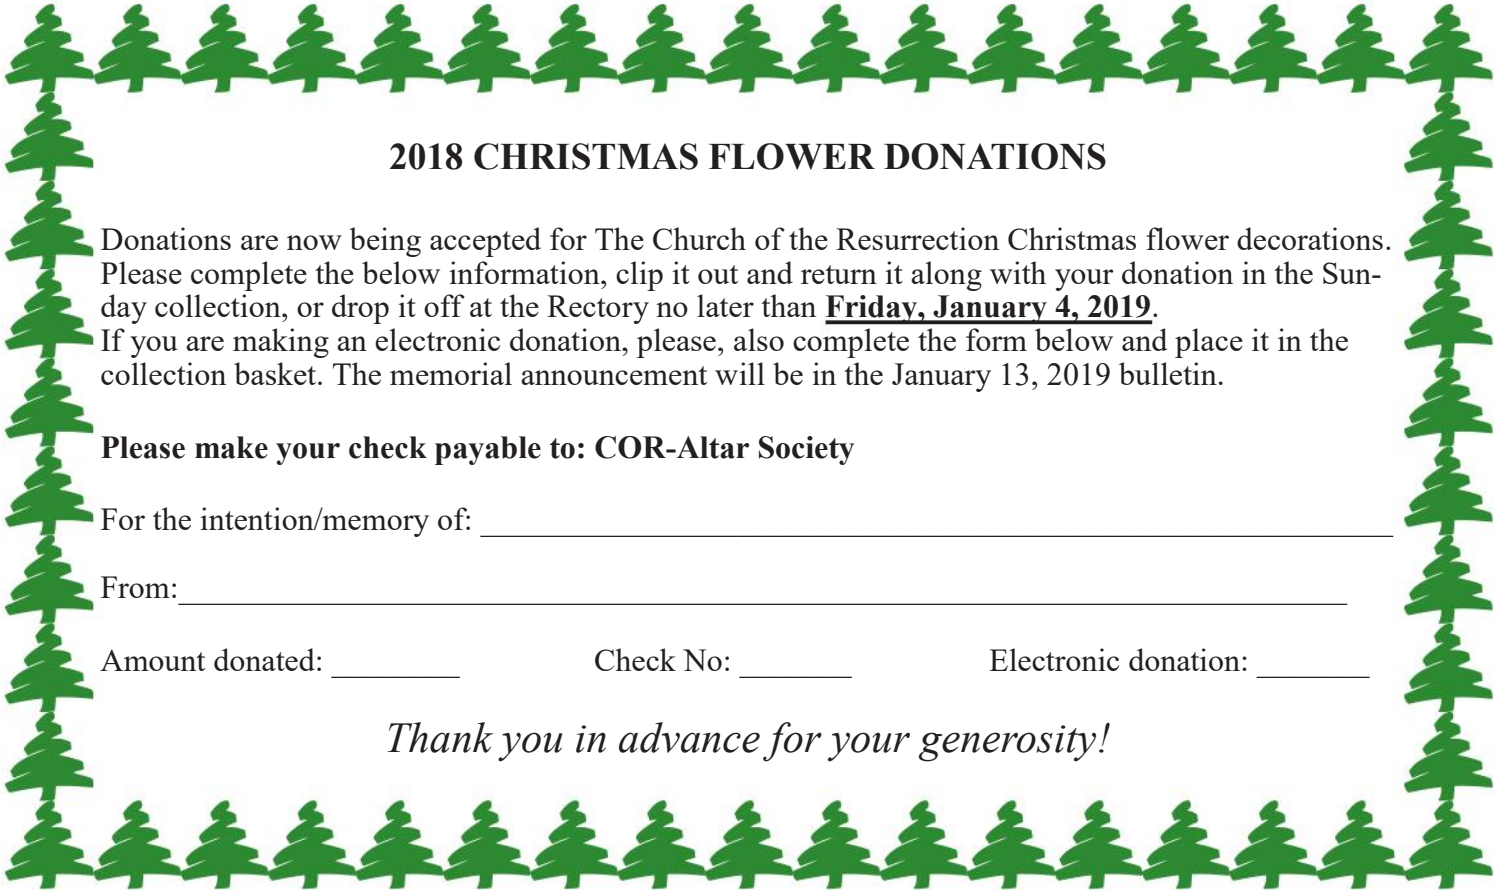 2018 CHRISTMAS FLOWER DONATIONS
Donations are now being accepted for The Church of the Resurrection Christmas flower decorations.
Please complete the below information, clip it out and return it along with your donation in the Sun-
day collection, or drop it off at the Rectory no later than Friday, January 4, 2019.
If you are making an electronic donation, please, also complete the form below and place it in the
collection basket. The memorial announcement will be in the January 13, 2019 bulletin.
Please make your check payable to: COR-Altar Society
For the intention/memory of: ____________________
From:____________________
Amount donated: ________ Check No: _______ Electronic donation: _______
Thank you in advance for your generosity!